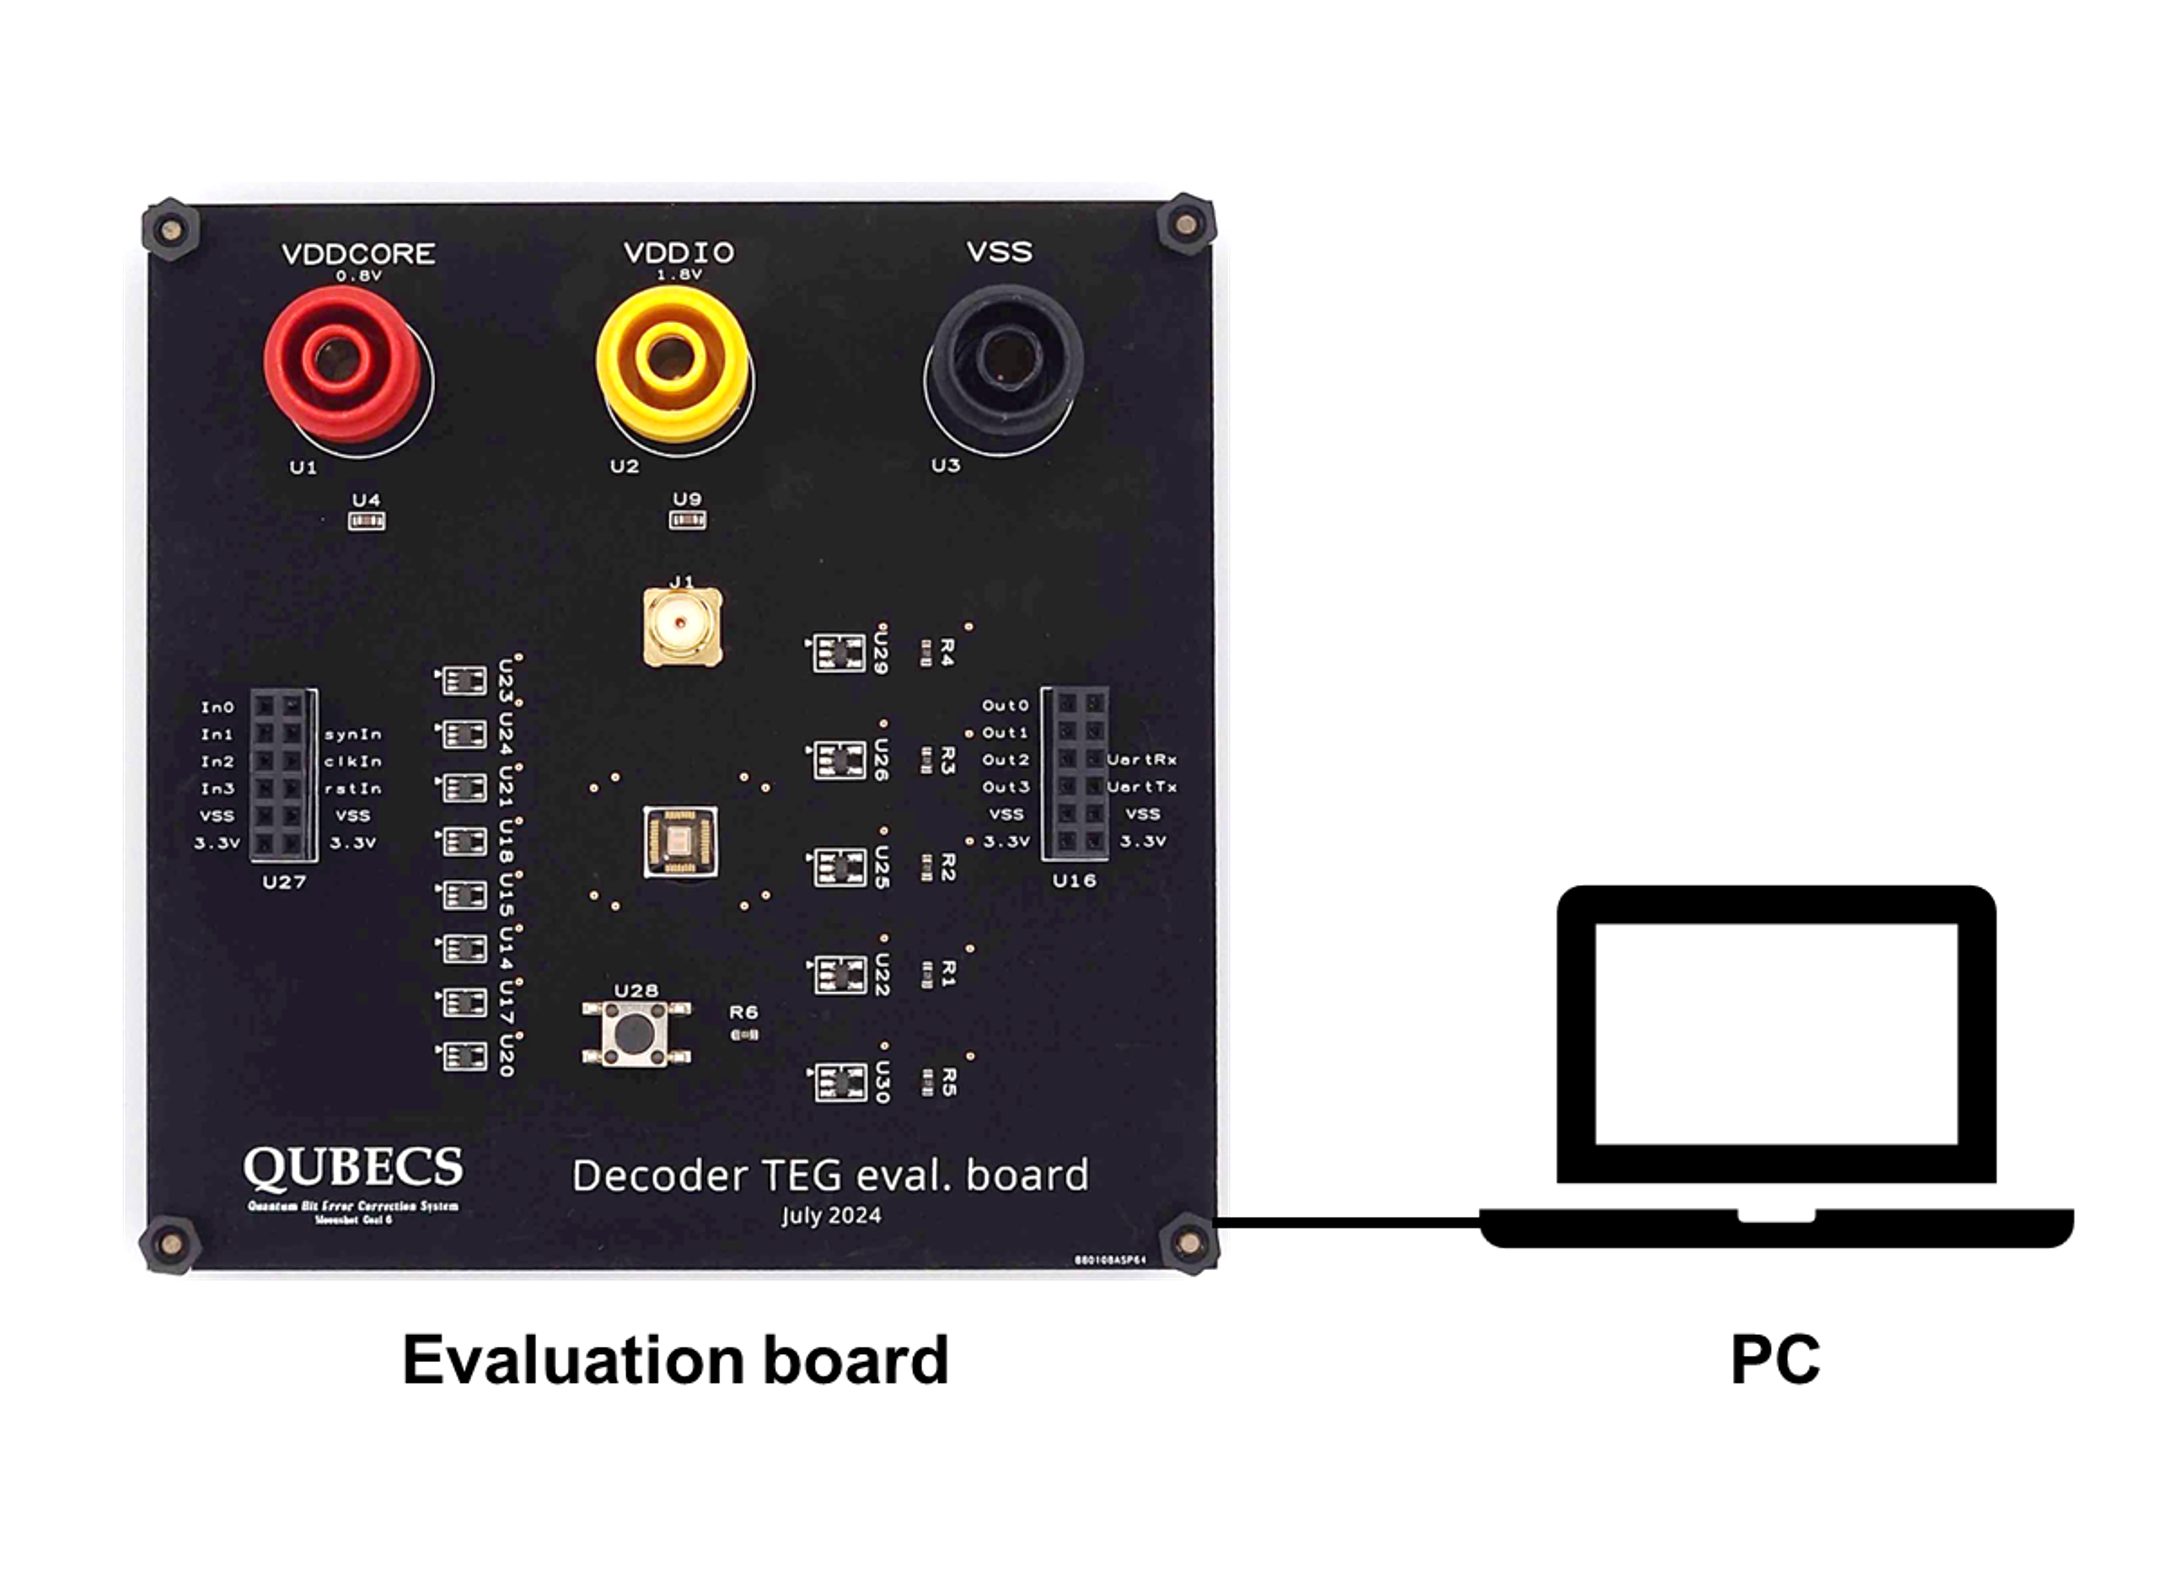 VDDCORE
0.8V
VDDIO
1.8V
VSS
U1
U2
U3
U4
U9
J1
U29
R4
U23
In0
Out0
U24
In1
synIn
Out1
In2
clkIn
U26
R3
Out2
UartRx
U21
In3
rstIn
Out3
UartTx
VSS
VSS
VSS
VSS
U18
3.3V
3.3V
3.3V
3.3V
U25
R2
U27
U16
U15
U14
U22
R1
U28
U17
R6
U20
U30
R5
QUBECS
Quantum Bit Error Correction System
Moonshot Goal 6
Decoder TEG eval. board
July 2024
Evaluation board
PC